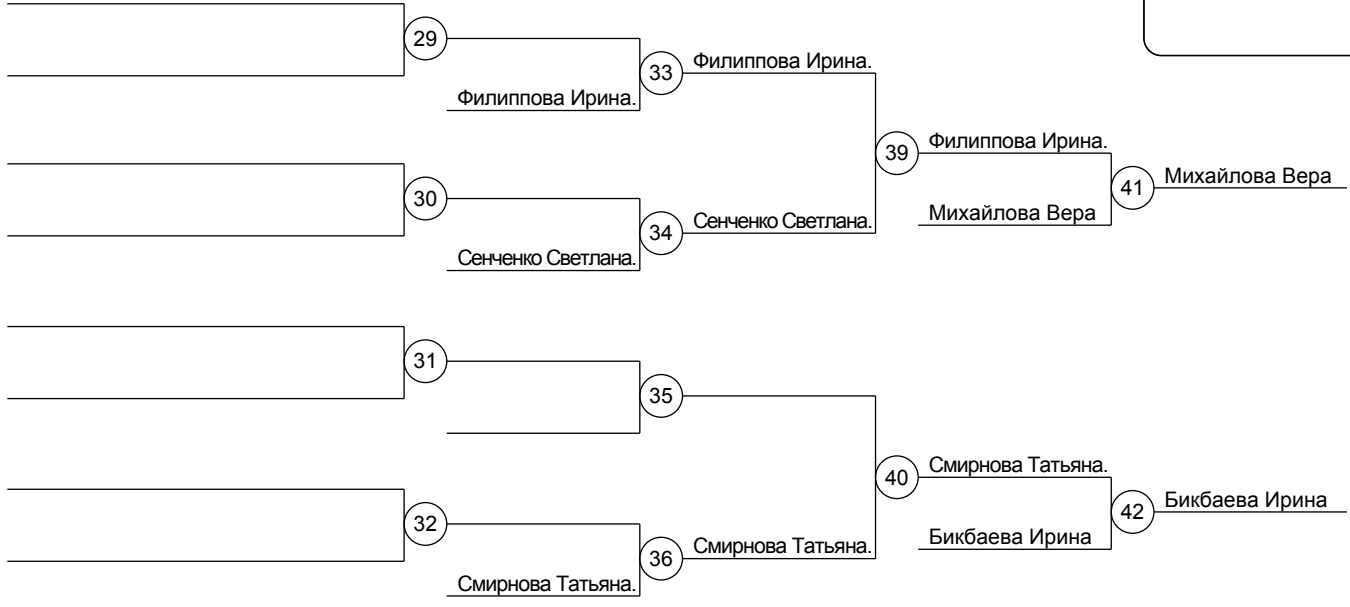 29
33
Филиппова Ирина.
Филиппова Ирина.
39
Филиппова Ирина.
41
Михайлова Вера
30
34
Сенченко Светлана.
Михайлова Вера
Сенченко Светлана.
31
35
40
Смирнова Татьяна.
42
Бикбаева Ирина
32
36
Смирнова Татьяна.
Бикбаева Ирина
Смирнова Татьяна.